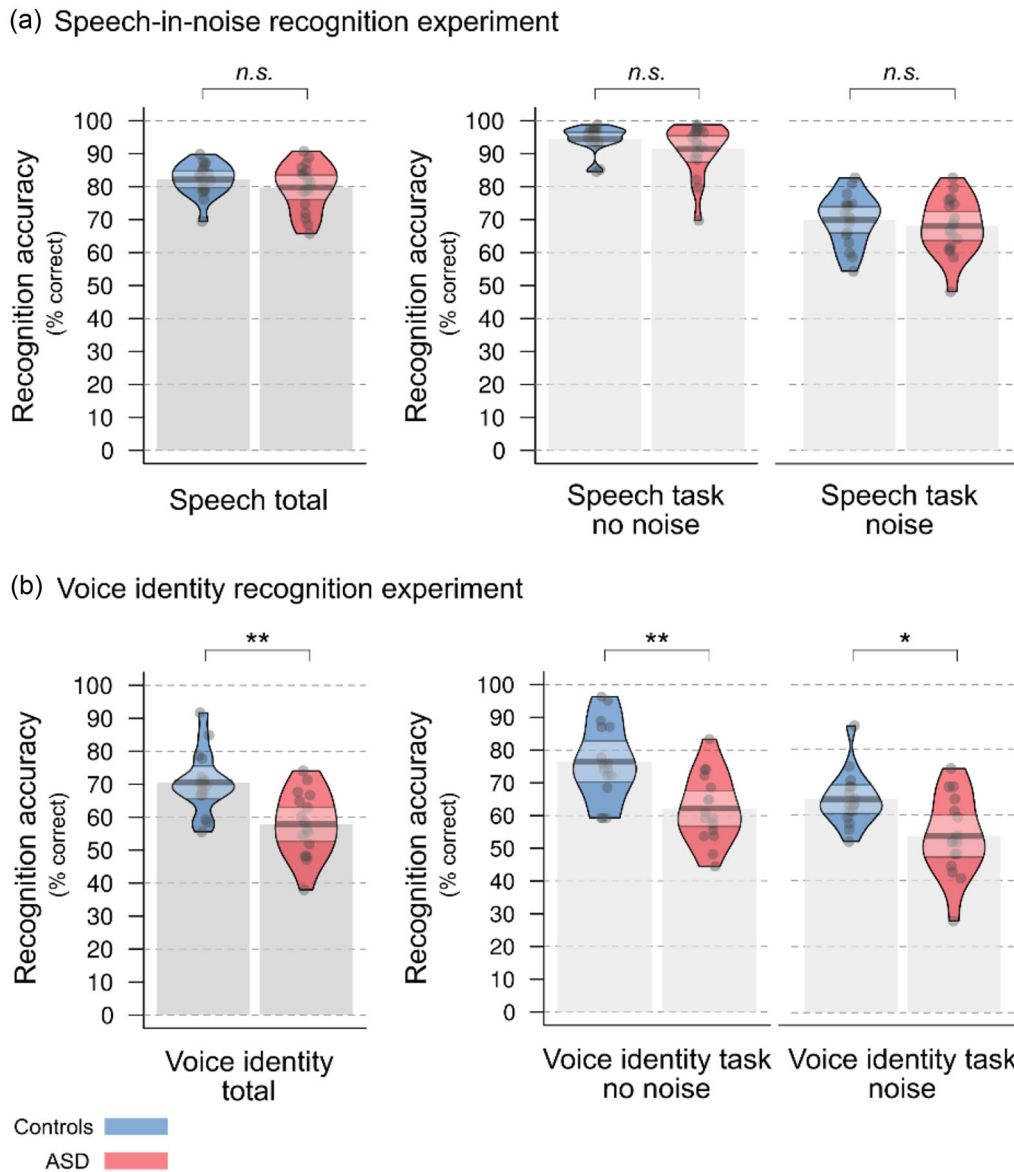 (a) Speech-in-noise recognition experiment
n.s.
n.s.
n.s.
Recognition accuracy
(% correct)
100
90
80
70
60
50
40
30
20
10
0
Speech total
Recognition accuracy
(% correct)
100
90
80
70
60
50
40
30
20
10
0
Speech task
no noise
Speech task
noise
(b) Voice identity recognition experiment
**
**
*
Recognition accuracy
(% correct)
100
90
80
70
60
50
40
30
20
10
0
Voice identity
total
Recognition accuracy
(% correct)
100
90
80
70
60
50
40
30
20
10
0
Voice identity task
no noise
Voice identity task
noise
Controls
ASD